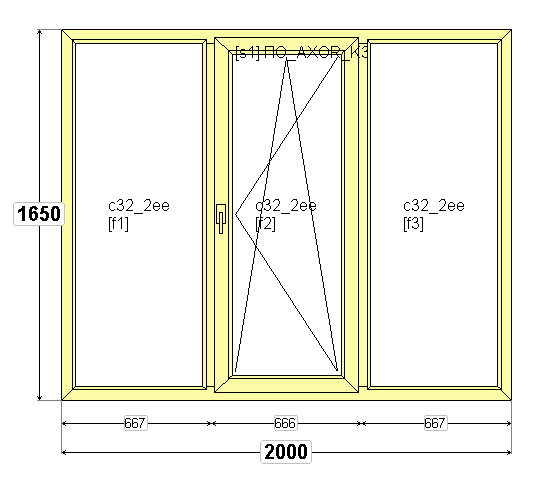 [s1] ПО_AXOR_K3
c32_2ee
[f1]
c32_2ee
[f2]
c32_2ee
[f3]
1650
667
666
667
2000